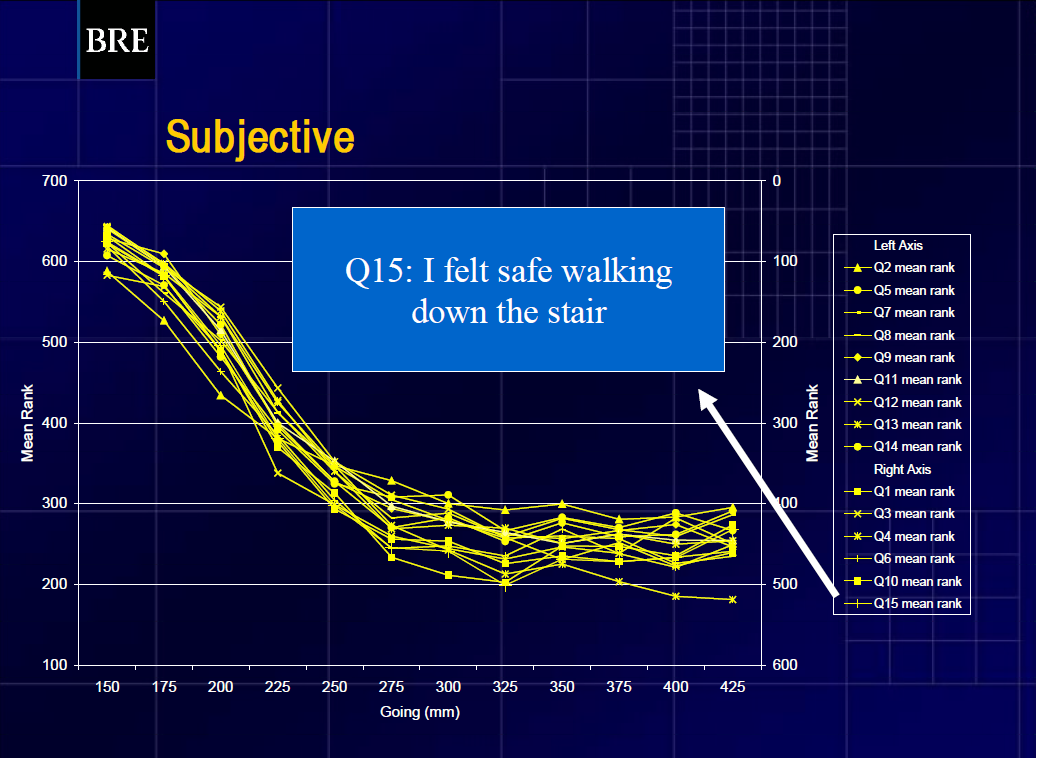 BRE
Subjective
Q15: I felt safe walking
down the stair
700
600
500
400
300
200
100
Mean Rank
0
100
200
300
400
500
600
Mean Rank
150 175 200 225 250 275 300 325 350 375 400 425
Going (mm)
Left Axis
Q2 mean rank
Q5 mean rank
Q7 mean rank
Q8 mean rank
Q9 mean rank
Q11 mean rank
Q12 mean rank
Q13 mean rank
Q14 mean rank
Right Axis
Q1 mean rank
Q3 mean rank
Q4 mean rank
Q6 mean rank
Q10 mean rank
Q15 mean rank